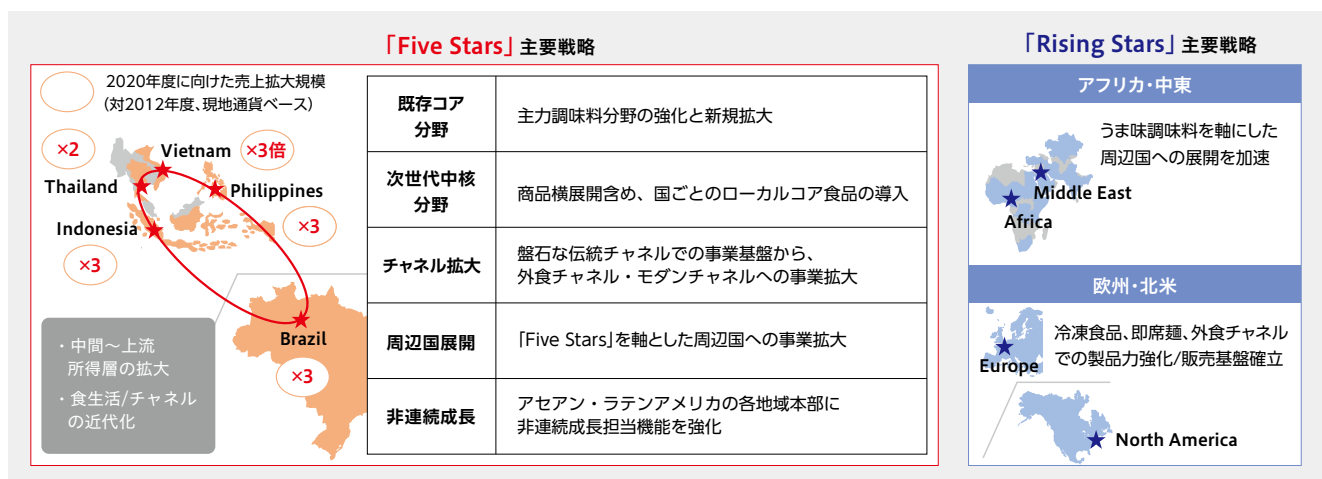 「Five Stars」主要戦略
2020年度に向けた売上拡大規模
(対2012年度、現地通貨ベース)
×2
Vietnam
×3倍
Thailand
Philippines
Indonesia
×3
×3
Brazil
×3
・中間～上流
所得層の拡大
・食生活/チャネル
の近代化
既存コア
分野
主力調味料分野の強化と新規拡大
次世代中核
分野
商品横展開含め、国ごとのローカルコア食品の導入
チャネル拡大
盤石な伝統チャネルでの事業基盤から、
外食チャネル・モダンチャネルへの事業拡大
周辺国展開
「Five Stars」を軸とした周辺国への事業拡大
非連続成長
アセアン・ラテンアメリカの各地域本部に
非連続成長担当機能を強化
「Rising Stars」主要戦略
アフリカ・中東
うま味調味料を軸にした
周辺国への展開を加速
Middle East
Africa
欧州・北米
冷凍食品、即席麺、外食チャネル
での製品力強化/販売基盤確立
Europe
North America